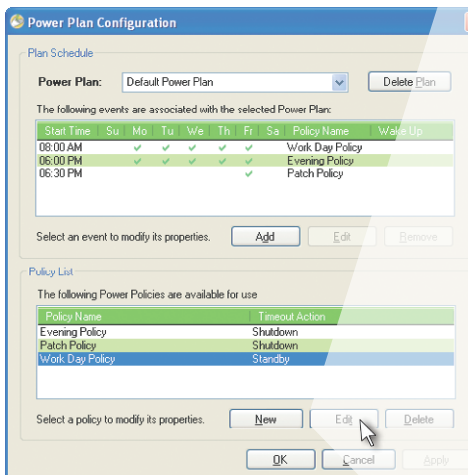 Power Plan Configuration
Plan Schedule
Power Plan: Default Power Plan Delete Plan
The following events are associated with the selected Power Plan:
Start Time Su Mo Tu We Th Fr Sa Policy Name Wake Up
08:00 AM Work Day Policy
06:00 PM Evening Policy
06:30 PM Patch Policy
Select an event to modify its properties. Add Edit Remove
Policy List
The following Power Policies are available for use
Policy Name Timeout Action
Evening Policy Shutdown
Patch Policy Shutdown
Work Day Policy Standby
Select a policy to modify its properties. New Edit Delete
OK Cancel Apply